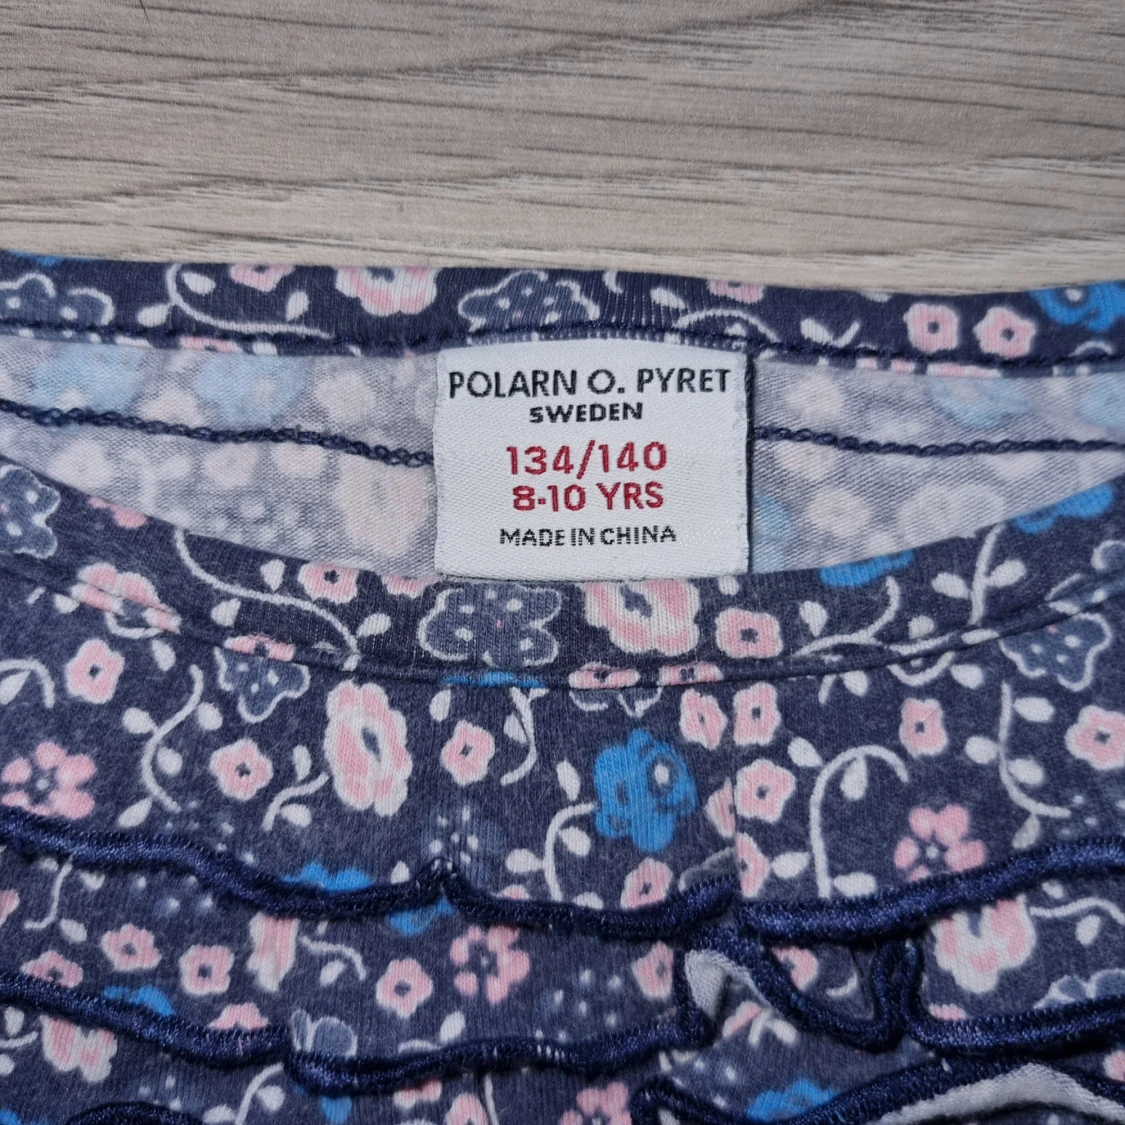 POLARN O. PYRET
SWEDEN
134/140
8-10 YRS
MADE IN CHINA